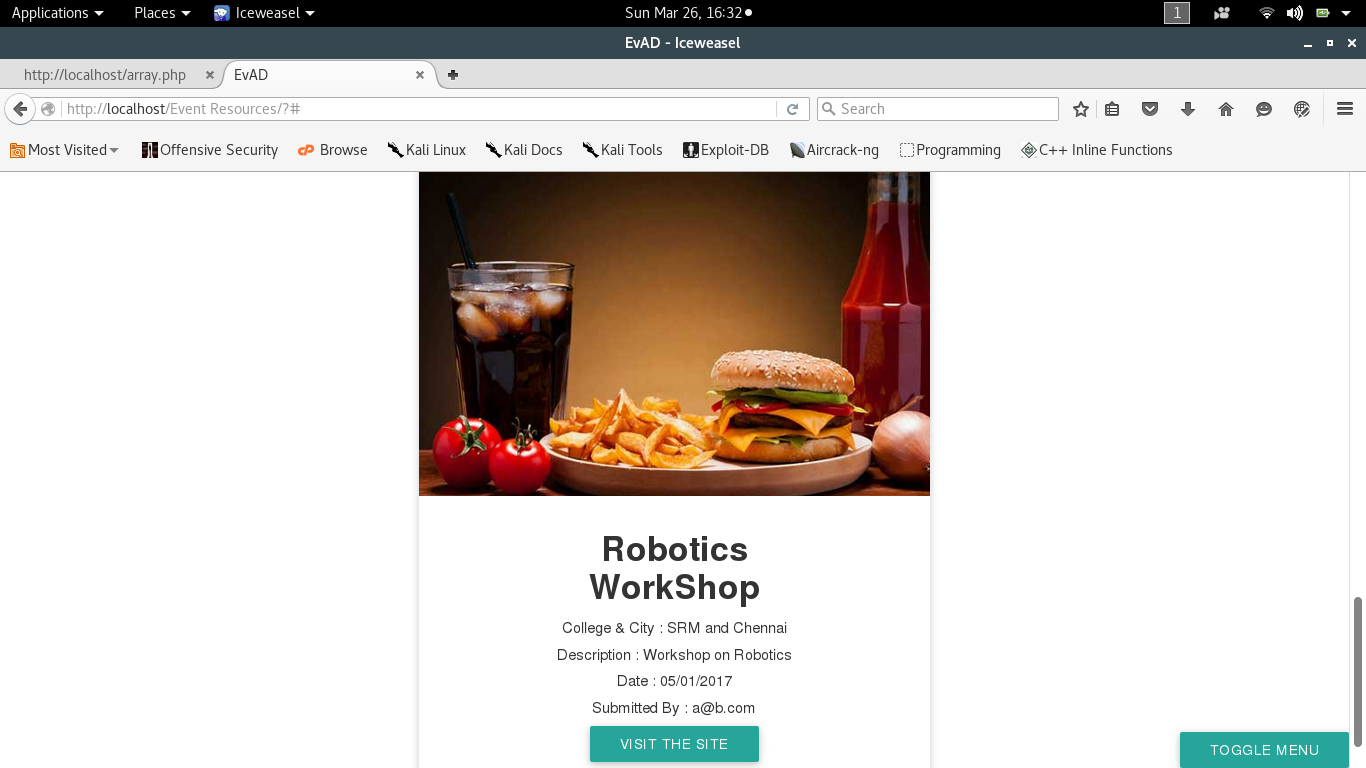 Applications Places Iceweasel Sun Mar 26, 16:32 1
EvAD - Iceweasel
http://localhost/array.php EvAD
http://localhost/Event Resources/?# Search
Most Visited Offensive Security Browse Kali Linux Kali Docs Kali Tools Exploit-DB Aircrack-ng Programming C++ Inline Functions
Robotics
WorkShop
College & City : SRM and Chennai
Description : Workshop on Robotics
Date : 05/01/2017
Submitted By : a@b.com
VISIT THE SITE
TOGGLE MENU